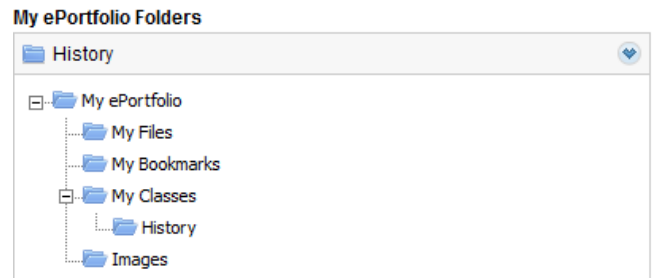 My ePortfolio Folders
History
My ePortfolio
My Files
My Bookmarks
My Classes
History
Images